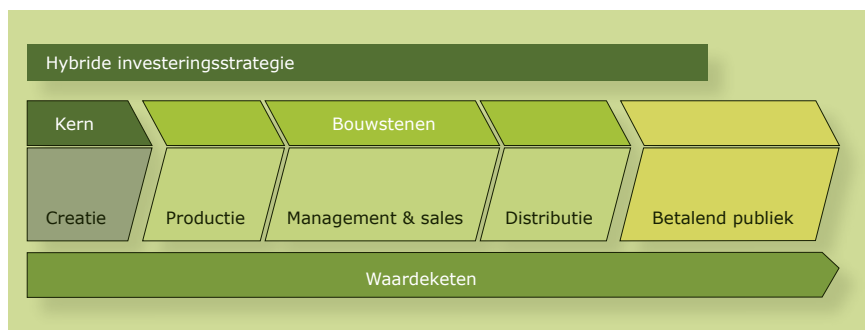 Hybride investeringsstrategie
Kern
Bouwstenen
Creatie
Productie
Management & sales
Distributie
Betalend publiek
Waardeketen